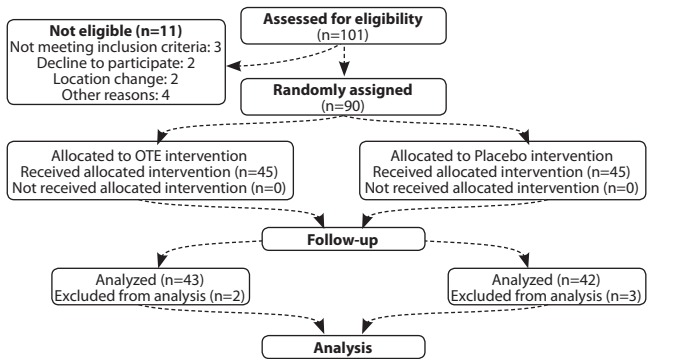 Assessed for eligibility
(n=101)
Not eligible (n=11)
Not meeting inclusion criteria: 3
Decline to participate: 2
Location change: 2
Other reasons: 4
Randomly assigned
(n=90)
Allocated to OTE intervention
Received allocated intervention (n=45)
Not received allocated intervention (n=0)
Allocated to Placebo intervention
Received allocated intervention (n=45)
Not received allocated intervention (n=0)
Follow-up
Analyzed (n=43)
Excluded from analysis (n=2)
Analyzed (n=42)
Excluded from analysis (n=3)
Analysis